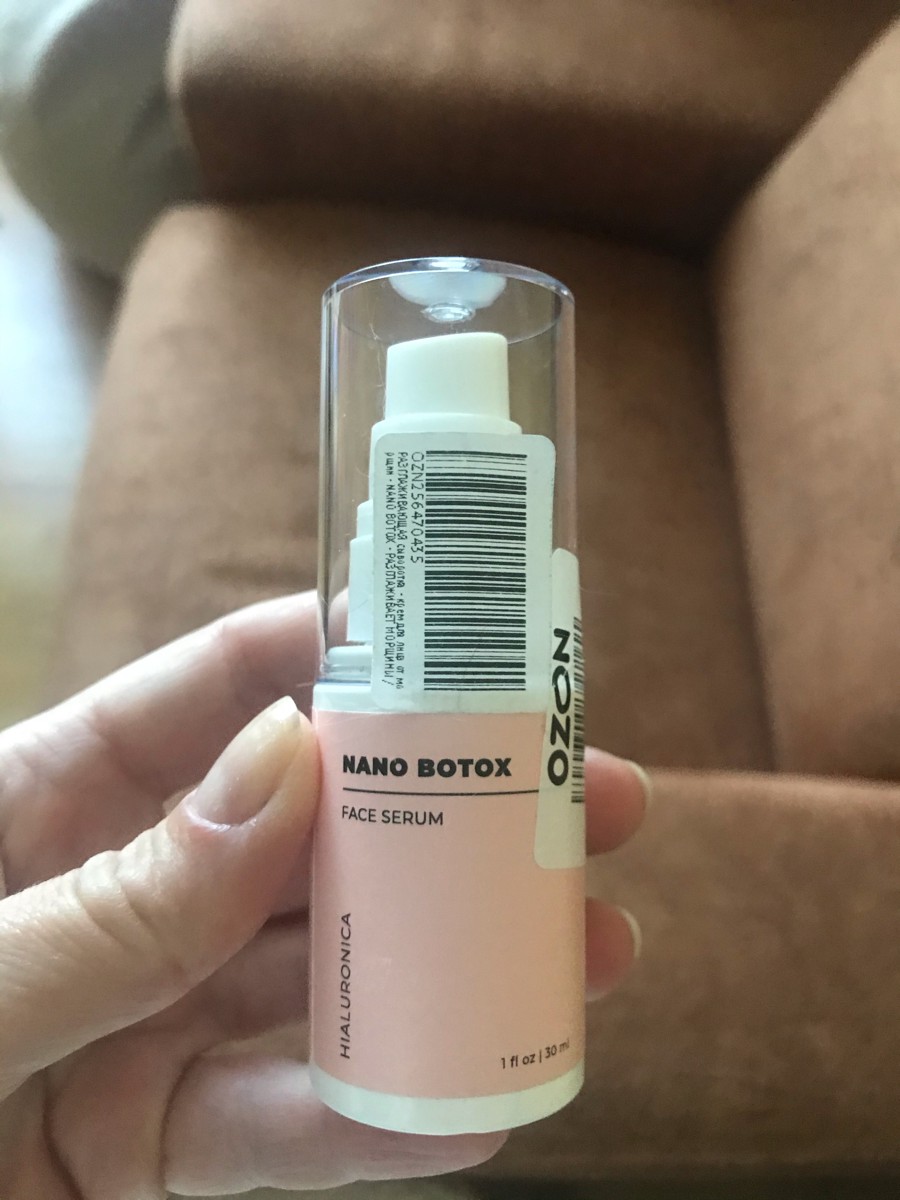 OZN256470435
РАЗГЛАЖИВАЮЩАЯ сыворотка - крем для лица от мо
рщин - NANO BOTOX - РАЗГЛАЖИВАЕТ МОРЩИНЫ /
OZON
NANO BOTOX
FACE SERUM
HIALURONICA
1 fl oz | 30 ml